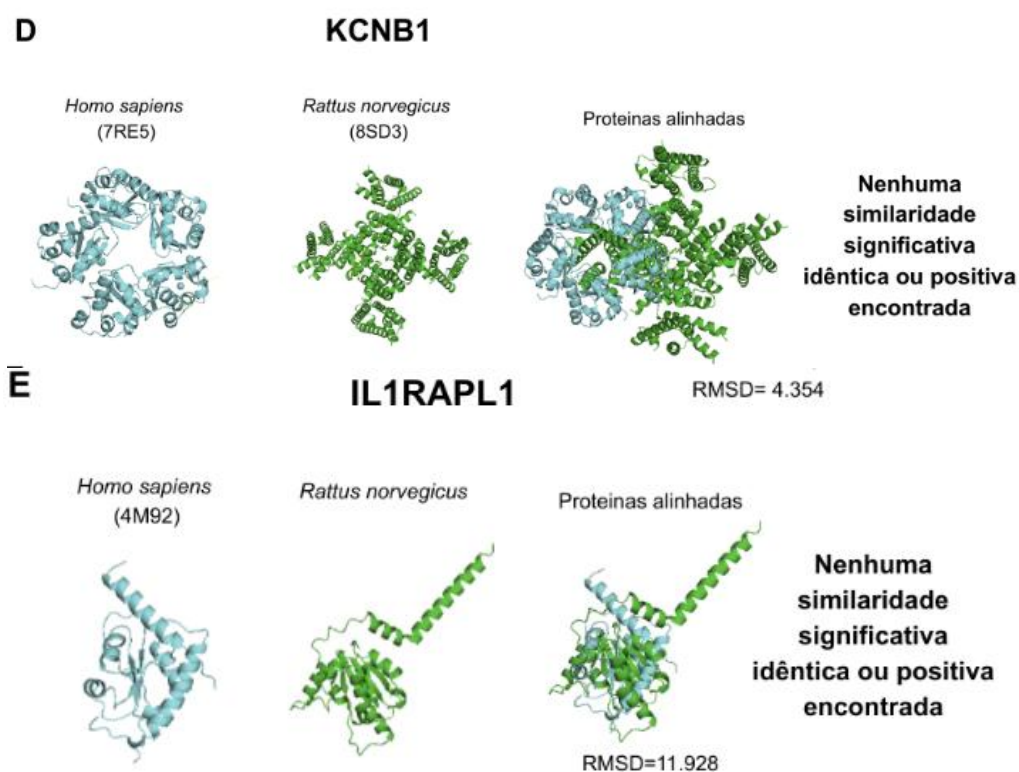 D
KCNB1
Homo sapiens
(7RE5)
Rattus norvegicus
(8SD3)
Proteinas alinhadas
Nenhuma
similaridade
significativa
idêntica ou positiva
encontrada
RMSD= 4.354
E
IL1RAPL1
Homo sapiens
(4M92)
Rattus norvegicus
Proteinas alinhadas
Nenhuma
similaridade
significativa
idêntica ou positiva
encontrada
RMSD=11.928